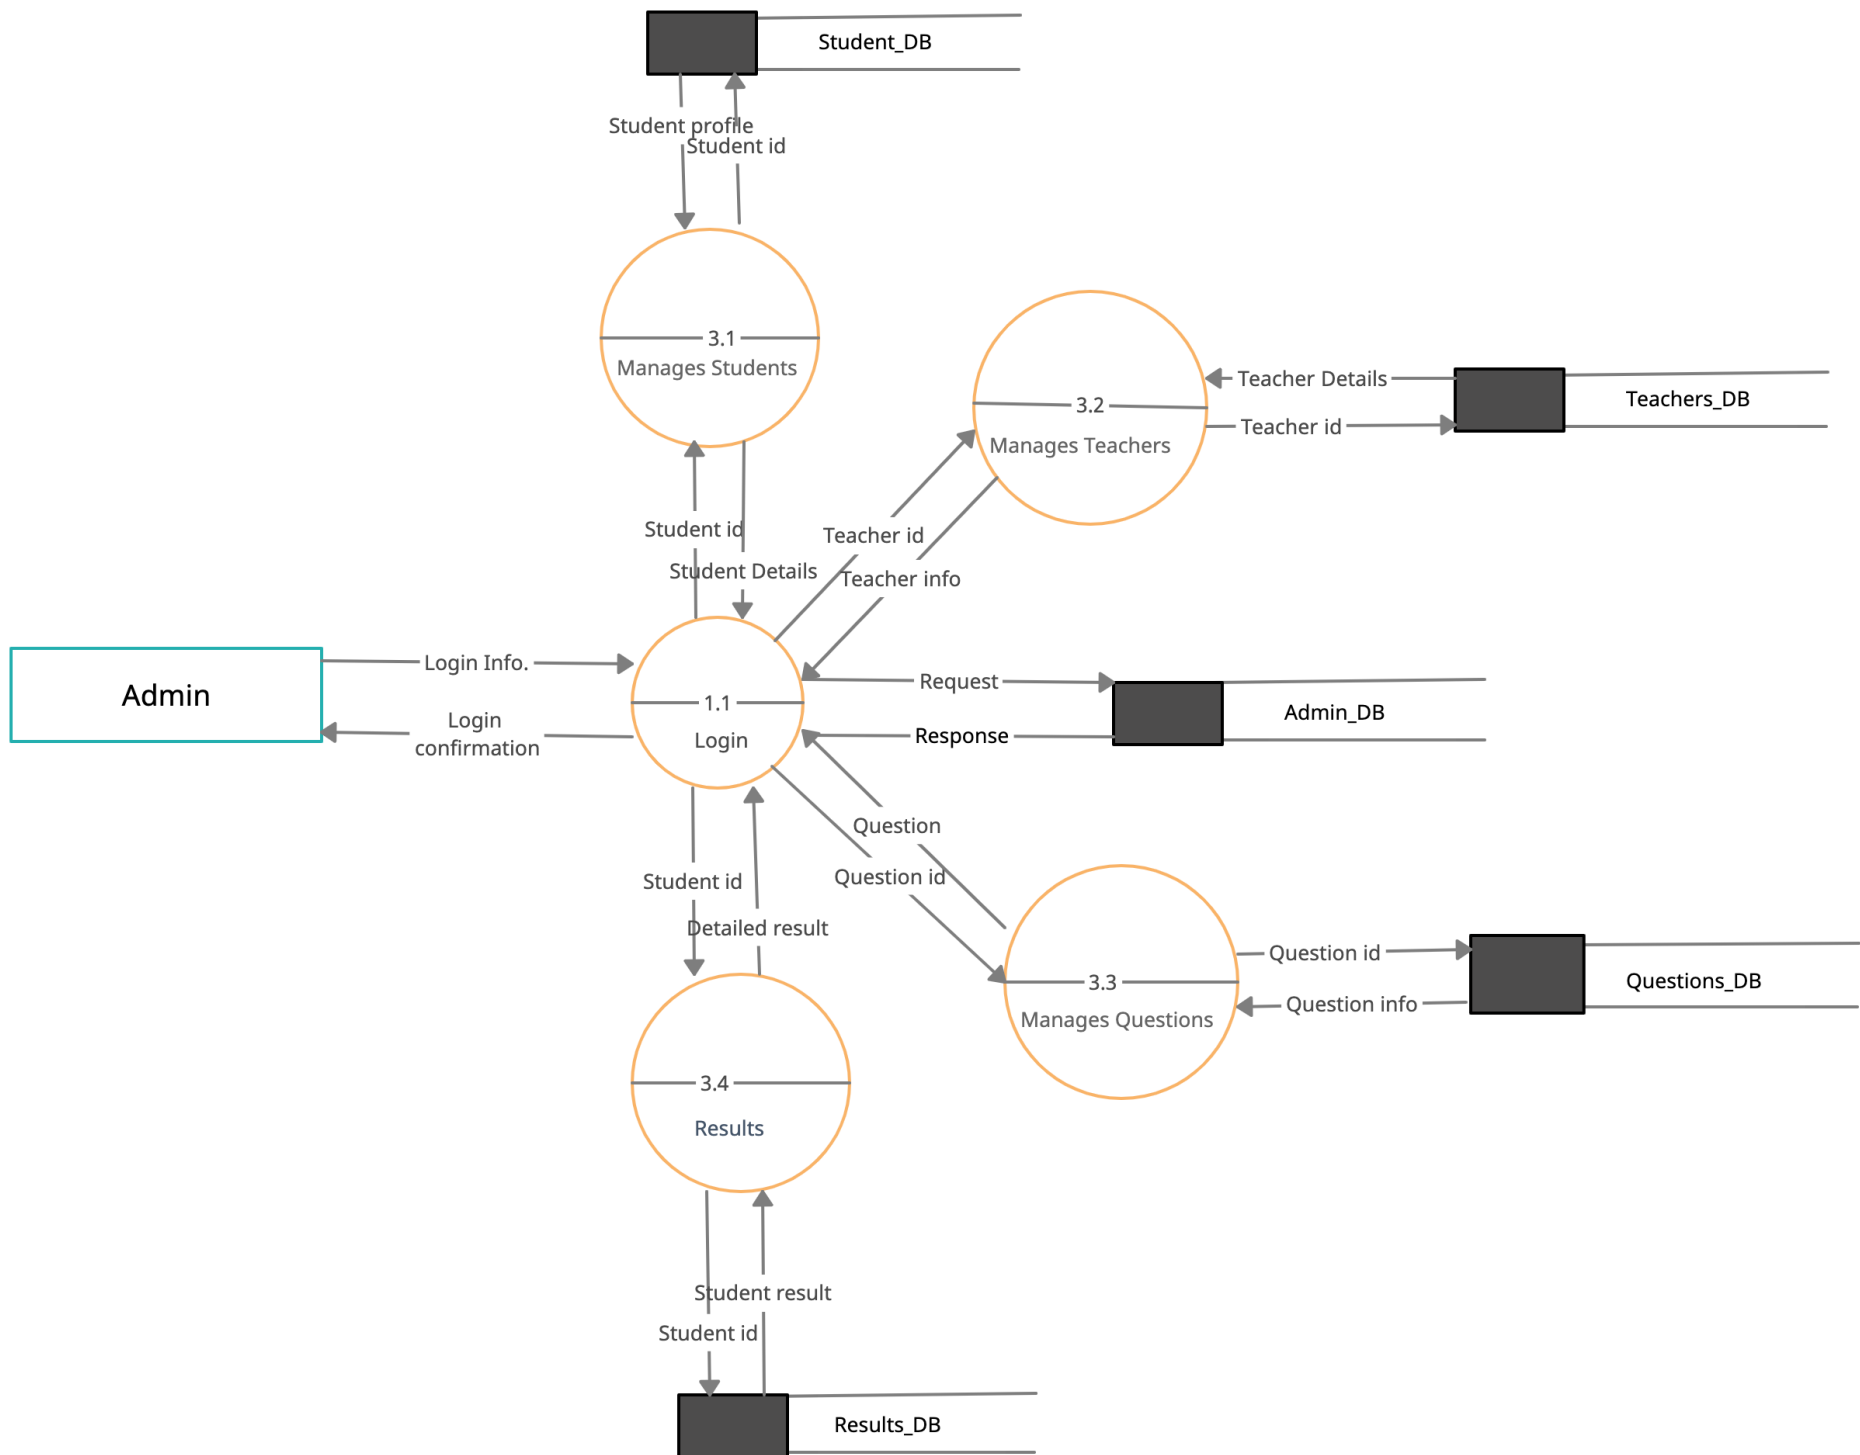 Student_DB
Student profile
Student id
3.1
Manages Students
3.2
Manages Teachers
Teacher Details
Teacher id
Teachers_DB
Student id
Student Details
Teacher id
Teacher info
Admin
Login Info.
Login
confirmation
1.1
Login
Request
Response
Admin_DB
Question
Question id
Student id
Detailed result
3.3
Manages Questions
Question id
Question info
Questions_DB
3.4
Results
Student result
Student id
Results_DB